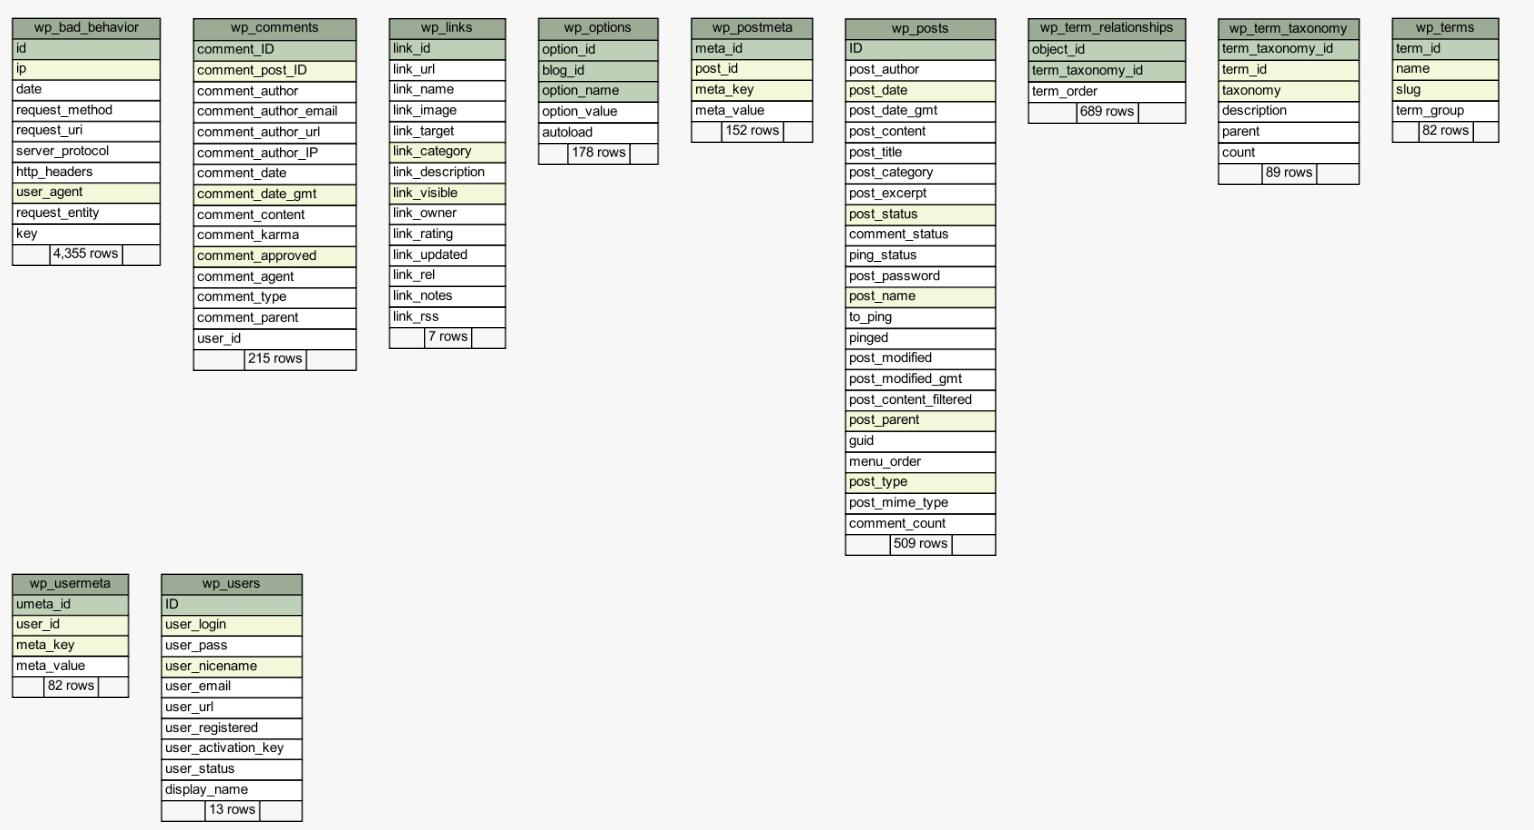 wp_bad_behavior
id
ip
date
request_method
request_uri
server_protocol
http_headers
user_agent
request_entity
key
4,355 rows
wp_comments
comment_ID
comment_post_ID
comment_author
comment_author_email
comment_author_url
comment_author_IP
comment_date
comment_date_gmt
comment_content
comment_karma
comment_approved
comment_agent
comment_type
comment_parent
user_id
215 rows
wp_links
link_id
link_url
link_name
link_image
link_target
link_category
link_description
link_visible
link_owner
link_rating
link_updated
link_rel
link_notes
link_rss
7 rows
wp_options
option_id
blog_id
option_name
option_value
autoload
178 rows
wp_postmeta
meta_id
post_id
meta_key
meta_value
152 rows
wp_posts
ID
post_author
post_date
post_date_gmt
post_content
post_title
post_category
post_excerpt
post_status
comment_status
ping_status
post_password
post_name
to_ping
pinged
post_modified
post_modified_gmt
post_content_filtered
post_parent
guid
menu_order
post_type
post_mime_type
comment_count
509 rows
wp_term_relationships
object_id
term_taxonomy_id
term_order
689 rows
wp_term_taxonomy
term_taxonomy_id
term_id
taxonomy
description
parent
count
89 rows
wp_terms
term_id
name
slug
term_group
82 rows
wp_usermeta
umeta_id
user_id
meta_key
meta_value
82 rows
wp_users
ID
user_login
user_pass
user_nicename
user_email
user_url
user_registered
user_activation_key
user_status
display_name
13 rows